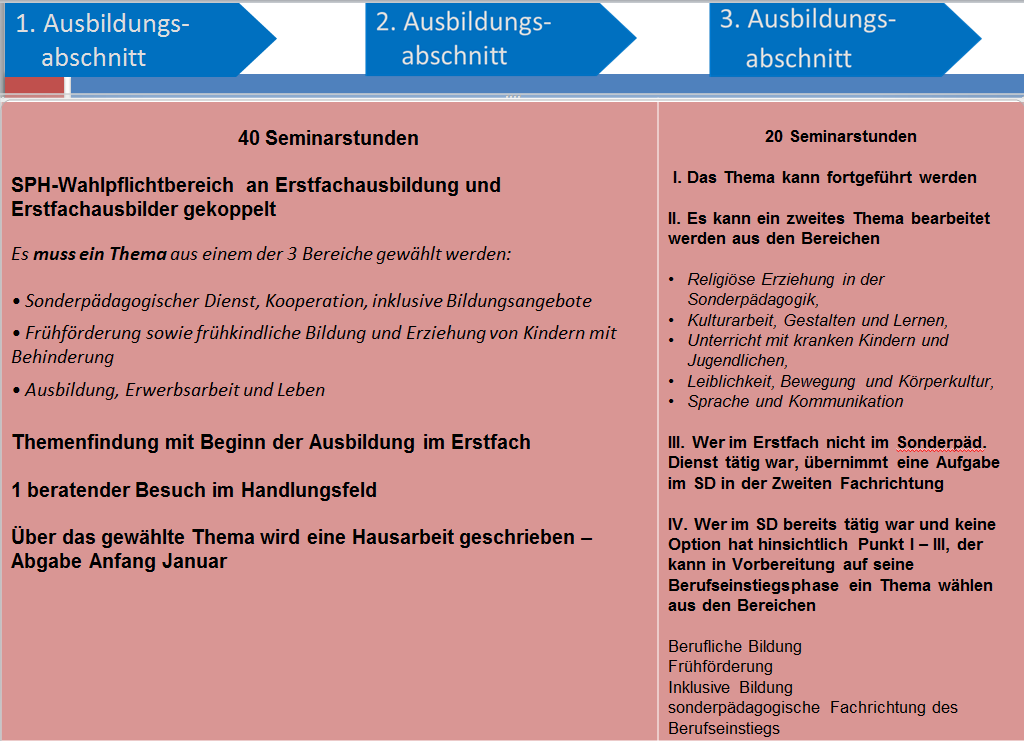 1. Ausbildungs-
abschnitt
2. Ausbildungs-
abschnitt
3. Ausbildungs-
abschnitt
40 Seminarstunden
SPH-Wahlpflichtbereich an Erstfachausbildung und
Erstfachausbilder gekoppelt
Es muss ein Thema aus einem der 3 Bereiche gewählt werden:
• Sonderpädagogischer Dienst, Kooperation, inklusive Bildungsangebote
• Frühförderung sowie frühkindliche Bildung und Erziehung von Kindern mit
Behinderung
• Ausbildung, Erwerbsarbeit und Leben
Themenfindung mit Beginn der Ausbildung im Erstfach
1 beratender Besuch im Handlungsfeld
Über das gewählte Thema wird eine Hausarbeit geschrieben –
Abgabe Anfang Januar
20 Seminarstunden
I. Das Thema kann fortgeführt werden
II. Es kann ein zweites Thema bearbeitet
werden aus den Bereichen
• Religiöse Erziehung in der
Sonderpädagogik,
• Kulturarbeit, Gestalten und Lernen,
• Unterricht mit kranken Kindern und
Jugendlichen,
• Leiblichkeit, Bewegung und Körperkultur,
• Sprache und Kommunikation
III. Wer im Erstfach nicht im Sonderpäd.
Dienst tätig war, übernimmt eine Aufgabe
im SD in der Zweiten Fachrichtung
IV. Wer im SD bereits tätig war und keine
Option hat hinsichtlich Punkt I – III, der
kann in Vorbereitung auf seine
Berufseinstiegsphase ein Thema wählen
aus den Bereichen
Berufliche Bildung
Frühförderung
Inklusive Bildung
sonderpädagogische Fachrichtung des
Berufseinstiegs